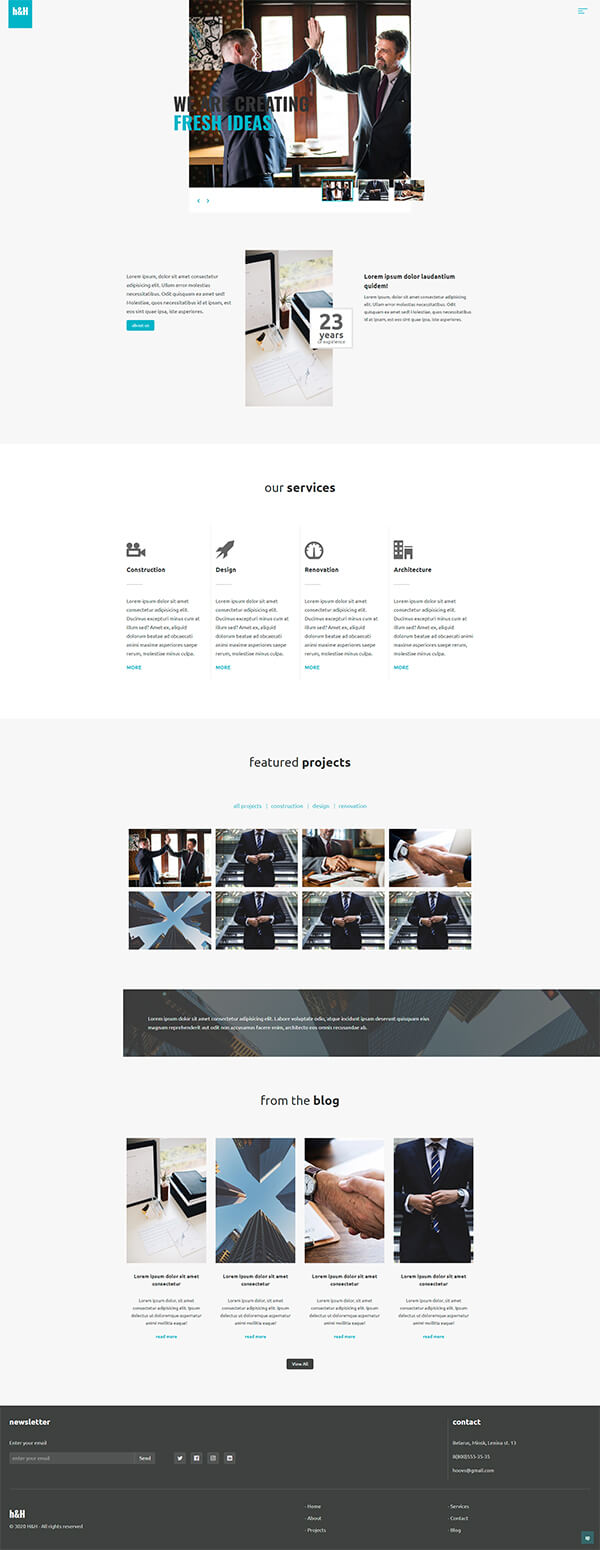 h&H
WE ARE CREATING
FRESH IDEAS
‹ ›
Lorem ipsum, dolor sit amet consectetur
adipisicing elit. Ullam error molestias
necessitatibus. Odit quisquam ex amet sed!
Molestiae, quos necessitatibus id et ipsam, est
eos sint quae ipsa, iste asperiores.
about us
23
years
of expirience
Lorem ipsum dolor laudantium
quidem!
Lorem ipsum, dolor sit amet consectetur adipisicing
elit. Ullam error molestias necessitatibus. Odit
quisquam ex amet sed! Molestiae, quos necessitatibus
id et ipsam, est eos sint quae ipsa, iste asperiores.
our services
Construction
Lorem ipsum dolor sit amet
consectetur adipisicing elit.
Ducimus excepturi minus cum at
illum sed? Amet ex, aliquid
dolorum beatae ad obcaecati
animi maxime asperiores saepe
rerum, molestiae minus culpa.
MORE
Design
Lorem ipsum dolor sit amet
consectetur adipisicing elit.
Ducimus excepturi minus cum at
illum sed? Amet ex, aliquid
dolorum beatae ad obcaecati
animi maxime asperiores saepe
rerum, molestiae minus culpa.
MORE
Renovation
Lorem ipsum dolor sit amet
consectetur adipisicing elit.
Ducimus excepturi minus cum at
illum sed? Amet ex, aliquid
dolorum beatae ad obcaecati
animi maxime asperiores saepe
rerum, molestiae minus culpa.
MORE
Architecture
Lorem ipsum dolor sit amet
consectetur adipisicing elit.
Ducimus excepturi minus cum at
illum sed? Amet ex, aliquid
dolorum beatae ad obcaecati
animi maxime asperiores saepe
rerum, molestiae minus culpa.
MORE
featured projects
all projects | construction | design | renovation
Lorem ipsum dolor sit amet consectetur adipisicing elit. Labore voluptate odio, atque incidunt ipsam deserunt quisquam eius
magnam reprehenderit aut odit non accusamus facere enim, architecto eos omnis recusandae ab.
from the blog
Lorem ipsum dolor sit amet
consectetur
Lorem ipsum dolor, sit amet
consectetur adipisicing elit. Ipsum
delectus ut doloremque aspernatur
animi mollitia eaque!
read more
Lorem ipsum dolor sit amet
consectetur
Lorem ipsum dolor, sit amet
consectetur adipisicing elit. Ipsum
delectus ut doloremque aspernatur
animi mollitia eaque!
read more
Lorem ipsum dolor sit amet
consectetur
Lorem ipsum dolor, sit amet
consectetur adipisicing elit. Ipsum
delectus ut doloremque aspernatur
animi mollitia eaque!
read more
Lorem ipsum dolor sit amet
consectetur
Lorem ipsum dolor, sit amet
consectetur adipisicing elit. Ipsum
delectus ut doloremque aspernatur
animi mollitia eaque!
read more
View All
newsletter
Enter your email
enter your email
Send
contact
Belarus, Minsk, Lenina st. 13
8(800)555-35-35
hoovs@gmail.com
h&H
© 2020 H&H - All rights reserved
- Home
- About
- Projects
- Services
- Contact
- Blog
up